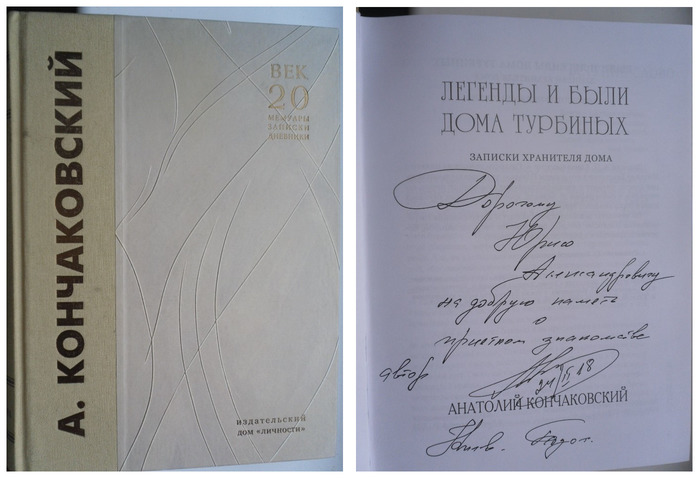 А. КОНЧАКОВСКИЙ
ВЕК
20
МЕМУАРЫ
ЗАПИСКИ
ДНЕВНИКИ
издательский
дом «личности»
ЛЕГЕНДЫ И БЫЛИ
ДОМА ТУРБИНЫХ
ЗАПИСКИ ХРАНИТЕЛЯ ДОМА
Дорогому
Юрию
Александровичу
на добрую память
о
приятном знакомстве
автор
АНАТОЛИЙ КОНЧАКОВСКИЙ
Киев. Подол.